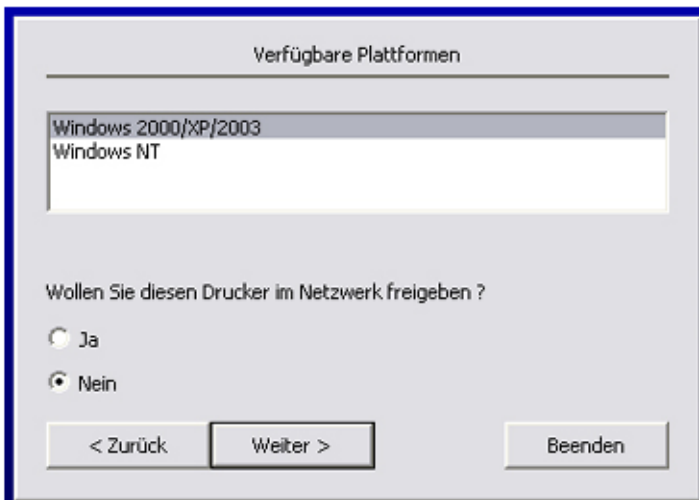 Verfügbare Plattformen
Windows 2000/XP/2003
Windows NT
Wollen Sie diesen Drucker im Netzwerk freigeben ?
Ja
Nein
< Zurück Weiter > Beenden